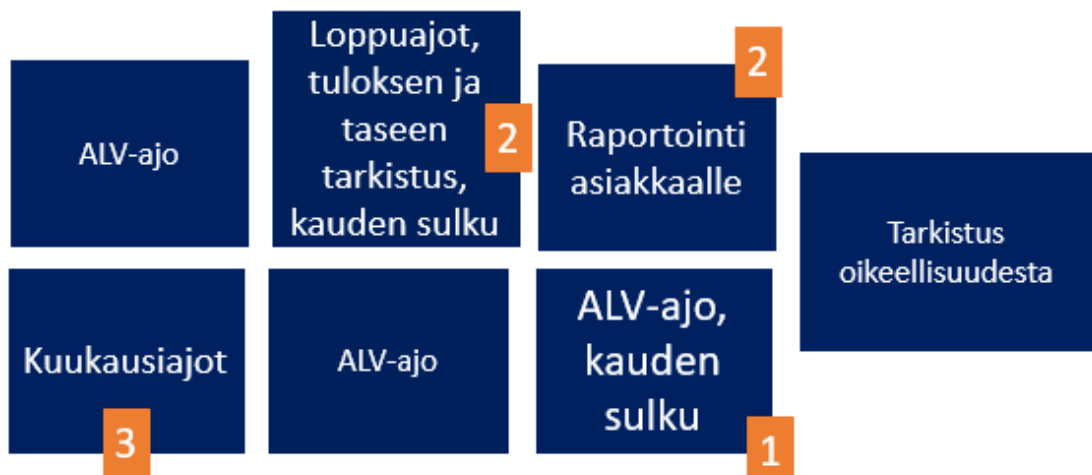 ALV-ajo
Loppuajot,
tuloksen ja
taseen
tarkistus,
kauden sulku
2
Raportointi
asiakkaalle
2
Tarkistus
oikeellisuudesta
Kuukausiajot
3
ALV-ajo
ALV-ajo,
kauden
sulku
1